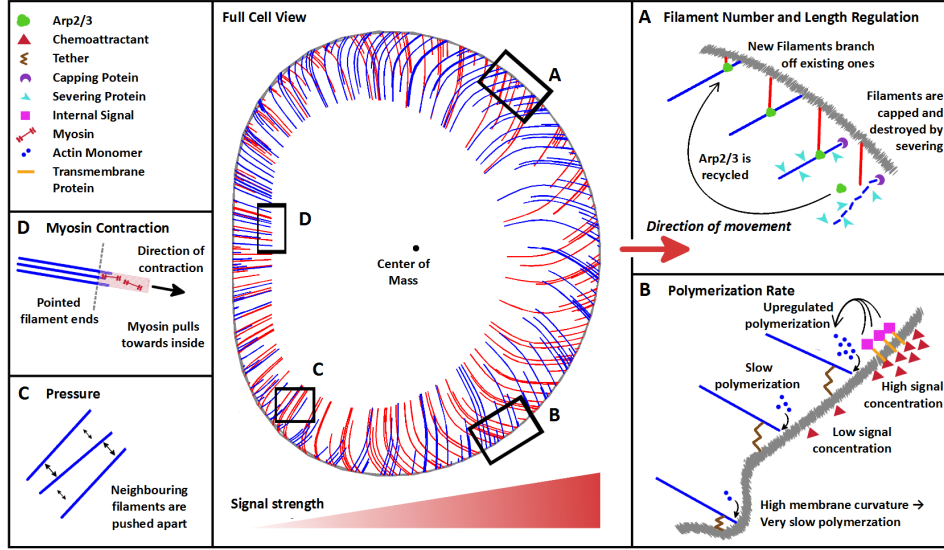 Arp2/3
Chemoattractant
Tether
Capping Potein
Severing Protein
Internal Signal
Myosin
Actin Monomer
Transmembrane
Protein
D Myosin Contraction
Direction of
contraction
Pointed
filament ends
Myosin pulls
towards inside
C Pressure
Neighbouring
filaments are
pushed apart
Full Cell View
A
D
Center of
Mass
C
B
Signal strength
A Filament Number and Length Regulation
New Filaments branch
off existing ones
Filaments are
capped and
destroyed by
severing
Arp2/3 is
recycled
Direction of movement
B Polymerization Rate
Upregulated
polymerization
Slow
polymerization
High signal
concentration
Low signal
concentration
High membrane curvature →
Very slow polymerzation